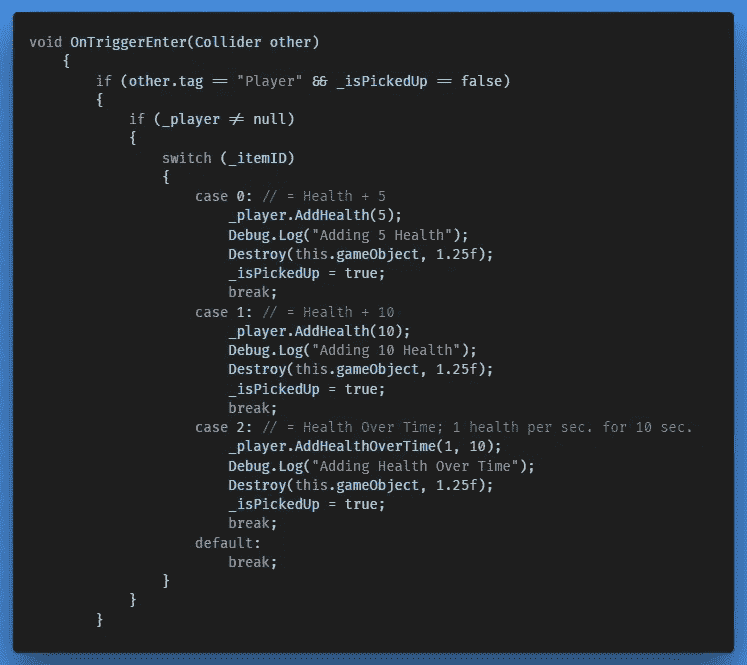 void OnTriggerEnter(Collider other)
{
if (other.tag == "Player" && _isPickedUp == false)
{
if (_player != null)
{
switch (_itemID)
{
case 0: // = Health + 5
_player.AddHealth(5);
Debug.Log("Adding 5 Health");
Destroy(this.gameObject, 1.25f);
_isPickedUp = true;
break;
case 1: // = Health + 10
_player.AddHealth(10);
Debug.Log("Adding 10 Health");
Destroy(this.gameObject, 1.25f);
_isPickedUp = true;
break;
case 2: // = Health Over Time; 1 health per sec. for 10 sec.
_player.AddHealthOverTime(1, 10);
Debug.Log("Adding Health Over Time");
Destroy(this.gameObject, 1.25f);
_isPickedUp = true;
break;
default:
break;
}
}
}